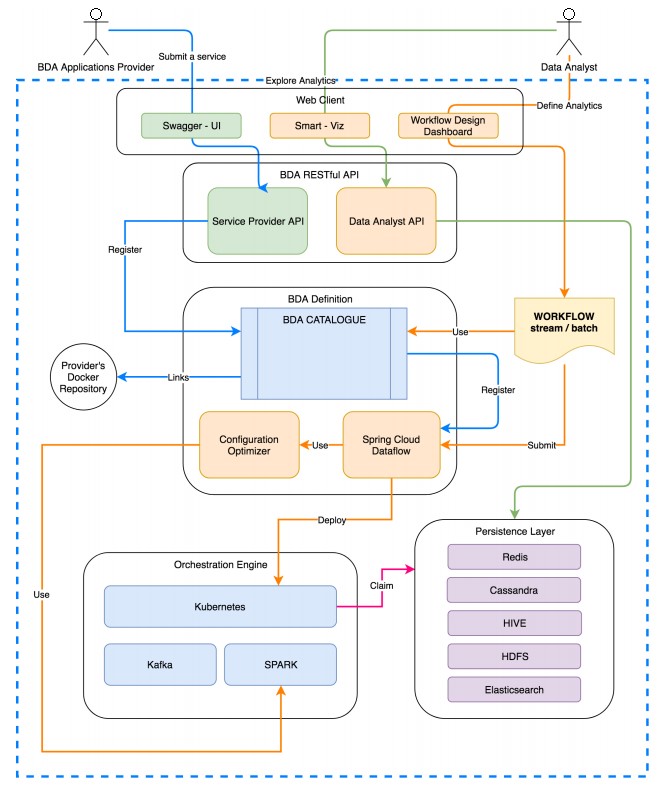 BDA Applications Provider
Data Analyst
Submit a service
Explore Analytics
Web Client
Define Analytics
Swagger - UI
Smart - Viz
Workflow Design
Dashboard
BDA RESTful API
Service Provider API
Data Analyst API
Register
BDA Definition
BDA CATALOGUE
WORKFLOW
stream / batch
Use
Provider's
Docker
Repository
Links
Register
Configuration
Optimizer
Use
Spring Cloud
Dataflow
Submit
Deploy
Persistence Layer
Orchestration Engine
Redis
Claim
Use
Kubernetes
Cassandra
HIVE
Kafka
SPARK
HDFS
Elasticsearch